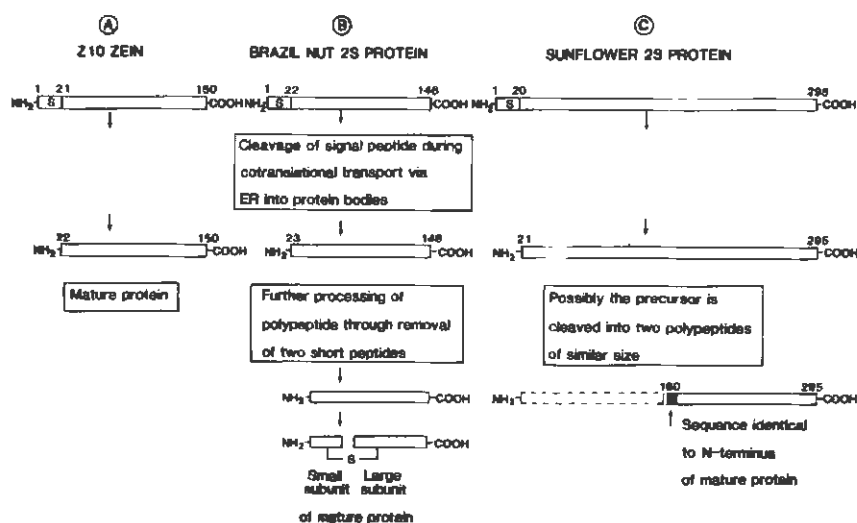 A
Z10 ZEIN
1 21 150
NH₂ S COOH
B
BRAZIL NUT 2S PROTEIN
1 22 146
NH₂ S COOH
C
SUNFLOWER 2S PROTEIN
1 20 295
NH₂ S COOH
Cleavage of signal peptide during
cotranslational transport via
ER into protein bodies
22 150
NH₂ COOH
23 146
NH₂ COOH
21 295
NH₂ COOH
Mature protein
Further processing of
polypeptide through removal
of two short peptides
NH₂ COOH
NH₂ COOH
S
Small Large
subunit subunit
of mature protein
Possibly the precursor is
cleaved into two polypeptides
of similar size
295
NH₂ COOH
Sequence identical
to N-terminus
of mature protein